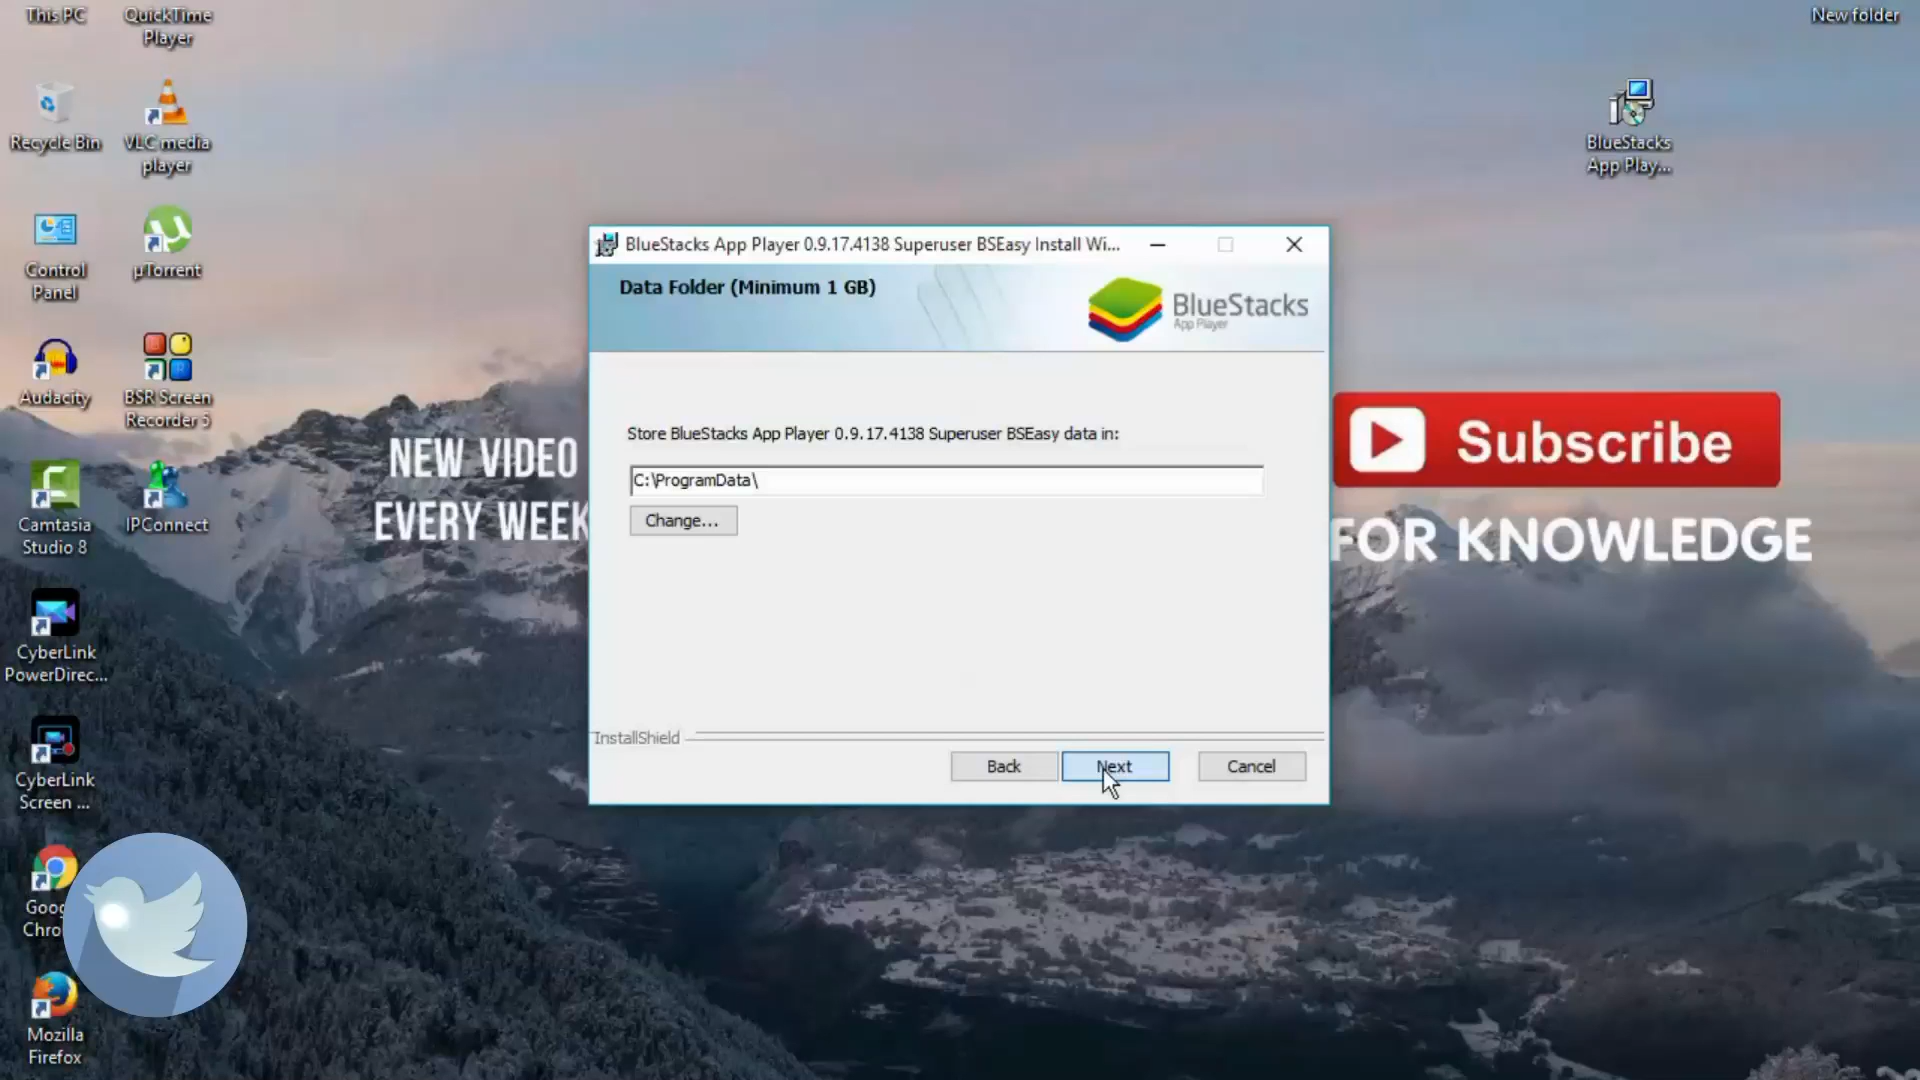 This PC
QuickTime
Player
New folder
Recycle Bin
VLC media
player
BlueStacks
App Play...
Control
Panel
µTorrent
BlueStacks App Player 0.9.17.4138 Superuser BSEasy Install Wi...
Data Folder (Minimum 1 GB)
BlueStacks
App Player
Audacity
BSR Screen
Recorder 5
Store BlueStacks App Player 0.9.17.4138 Superuser BSEasy data in:
C:\ProgramData\
Change...
NEW VIDEO
EVERY WEEK
Subscribe
FOR KNOWLEDGE
Camtasia
Studio 8
IPConnect
CyberLink
PowerDirec...
CyberLink
Screen ...
InstallShield
Back
Next
Cancel
Goog
Chro
Mozilla
Firefox